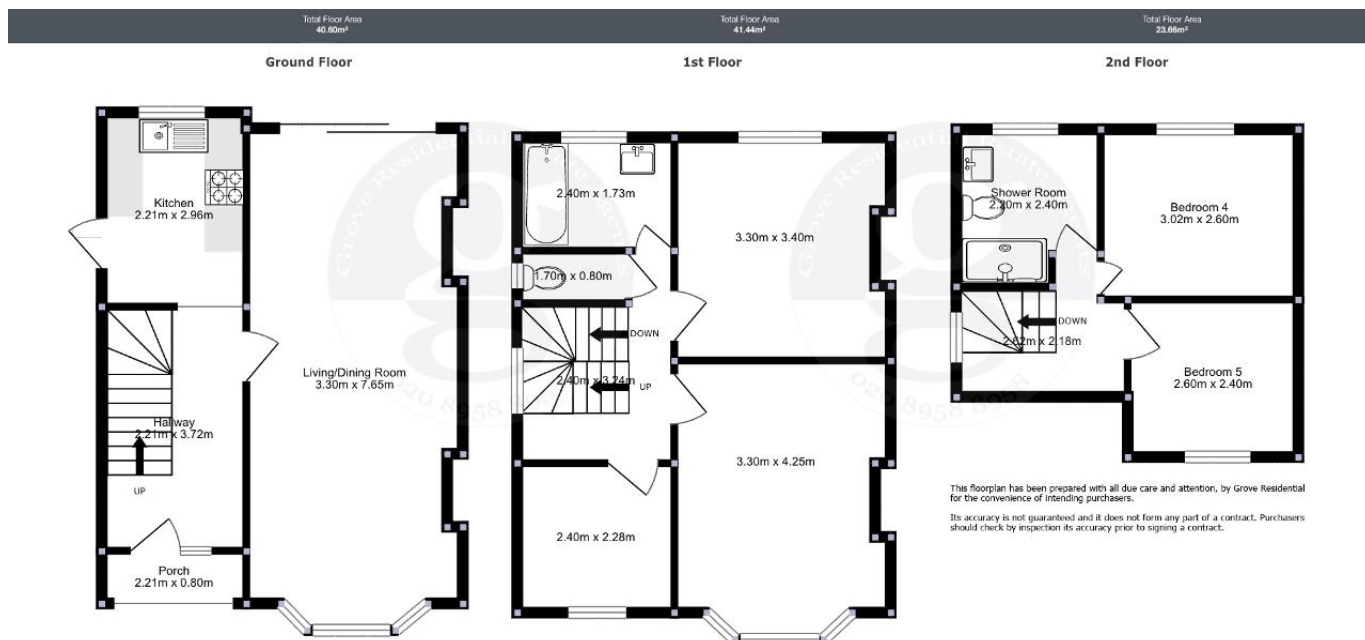 Total Floor Area
40.60m²
Total Floor Area
41.44m²
Total Floor Area
23.66m²
Ground Floor
1st Floor
2nd Floor
Kitchen
2.21m x 2.96m
Living/Dining Room
3.30m x 7.65m
Hallway
2.21m x 3.72m
UP
Porch
2.21m x 0.80m
2.40m x 1.73m
3.30m x 3.40m
1.70m x 0.80m
DOWN
2.40m x 3.24m
UP
3.30m x 4.25m
2.40m x 2.28m
Shower Room
2.20m x 2.40m
Bedroom 4
3.02m x 2.60m
DOWN
2.62m x 2.18m
Bedroom 5
2.60m x 2.40m
This floorplan has been prepared with all due care and attention, by Grove Residential
for the convenience of intending purchasers.
Its accuracy is not guaranteed and it does not form any part of a contract. Purchasers
should check by inspection its accuracy prior to signing a contract.
Grove Residential Estate Agents
020 8958 8958